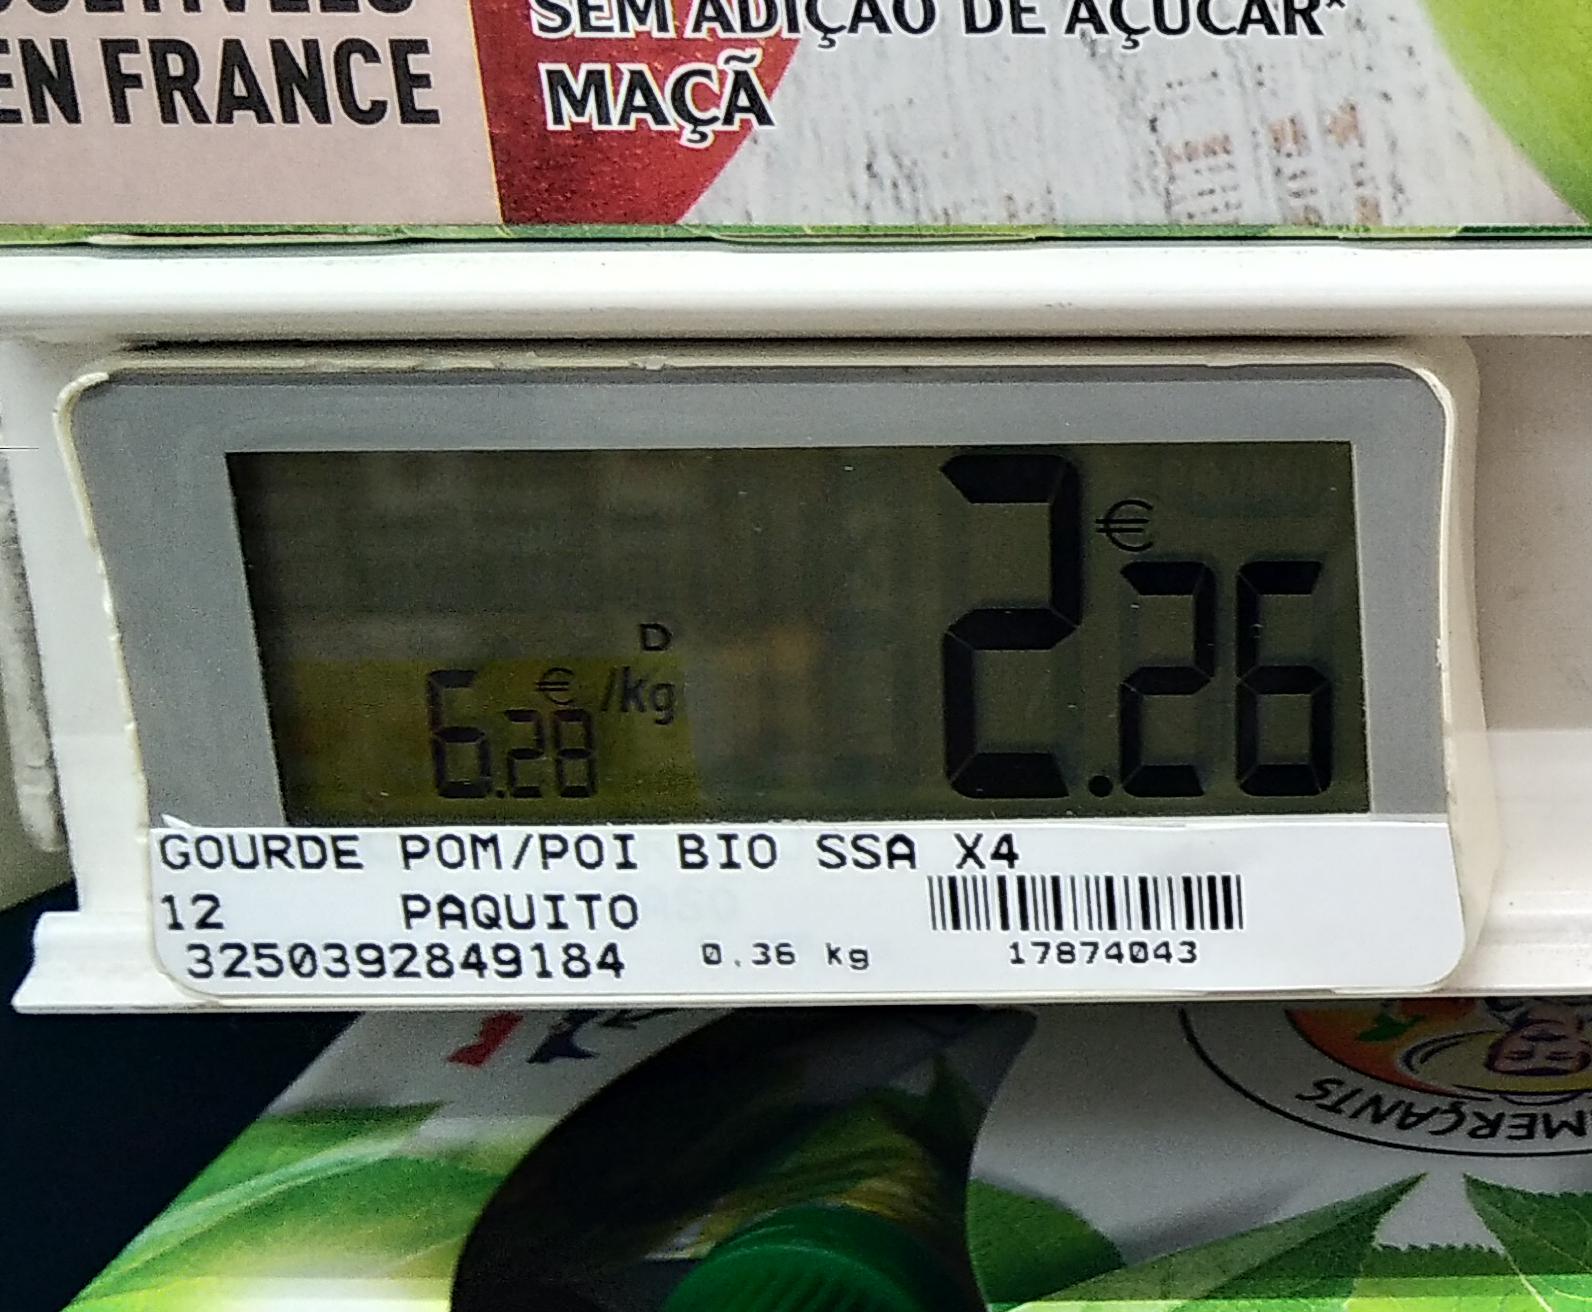 EN FRANCE
SEM ADIÇÃO DE AÇÚCAR*
MAÇÃ
2€.26
D
6.28 € /kg
GOURDE POM/POI BIO SSA X4
12 PAQUITO
3250392849184 0.36 kg 17874043